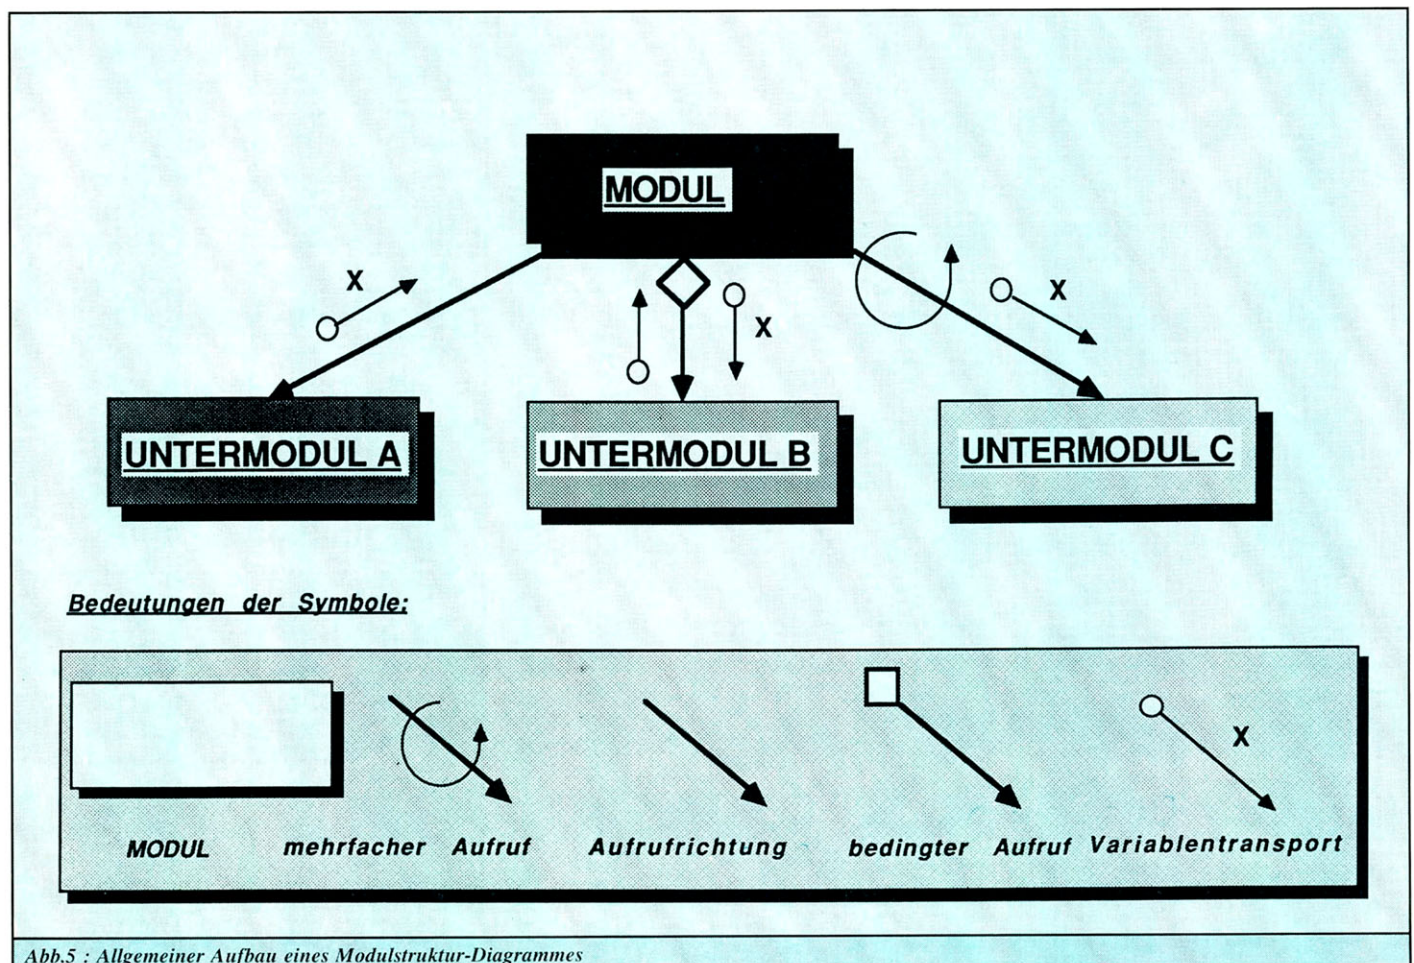 MODUL
X
X
X
UNTERMODUL A
UNTERMODUL B
UNTERMODUL C
Bedeutungen der Symbole:
X
MODUL
mehrfacher Aufruf
Aufrufrichtung
bedingter Aufruf
Variablentransport
Abb.5 : Allgemeiner Aufbau eines Modulstruktur-Diagrammes